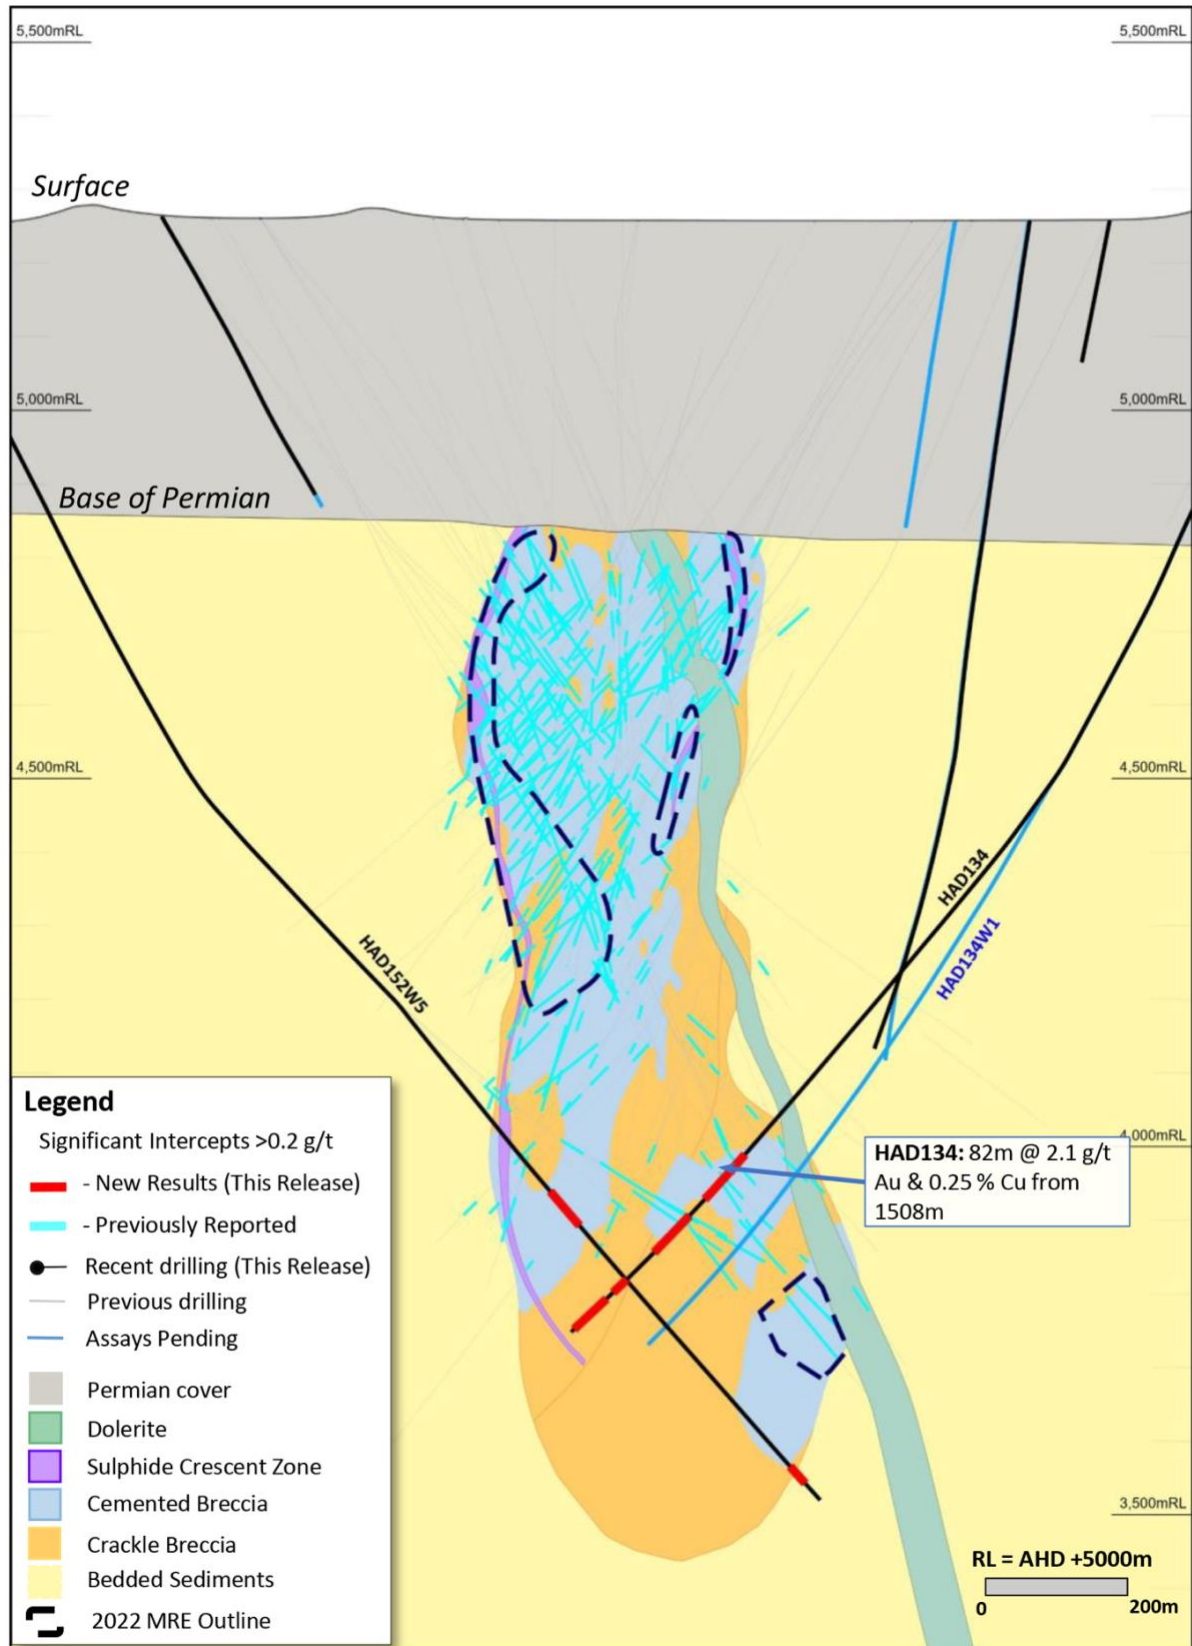 5,500mRL
5,500mRL
Surface
5,000mRL
5,000mRL
Base of Permian
4,500mRL
4,500mRL
HAD134
HAD134W1
HAD152W5
4,000mRL
HAD134: 82m @ 2.1 g/t
Au & 0.25 % Cu from
1508m
Legend
Significant Intercepts >0.2 g/t
- New Results (This Release)
- Previously Reported
Recent drilling (This Release)
Previous drilling
Assays Pending
Permian cover
Dolerite
Sulphide Crescent Zone
Cemented Breccia
Crackle Breccia
Bedded Sediments
2022 MRE Outline
3,500mRL
RL = AHD +5000m
0
200m